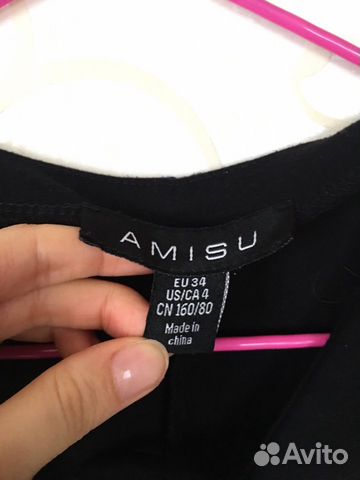 AMISU
EU 34
US/CA 4
CN 160/80
Made in
china
Avito